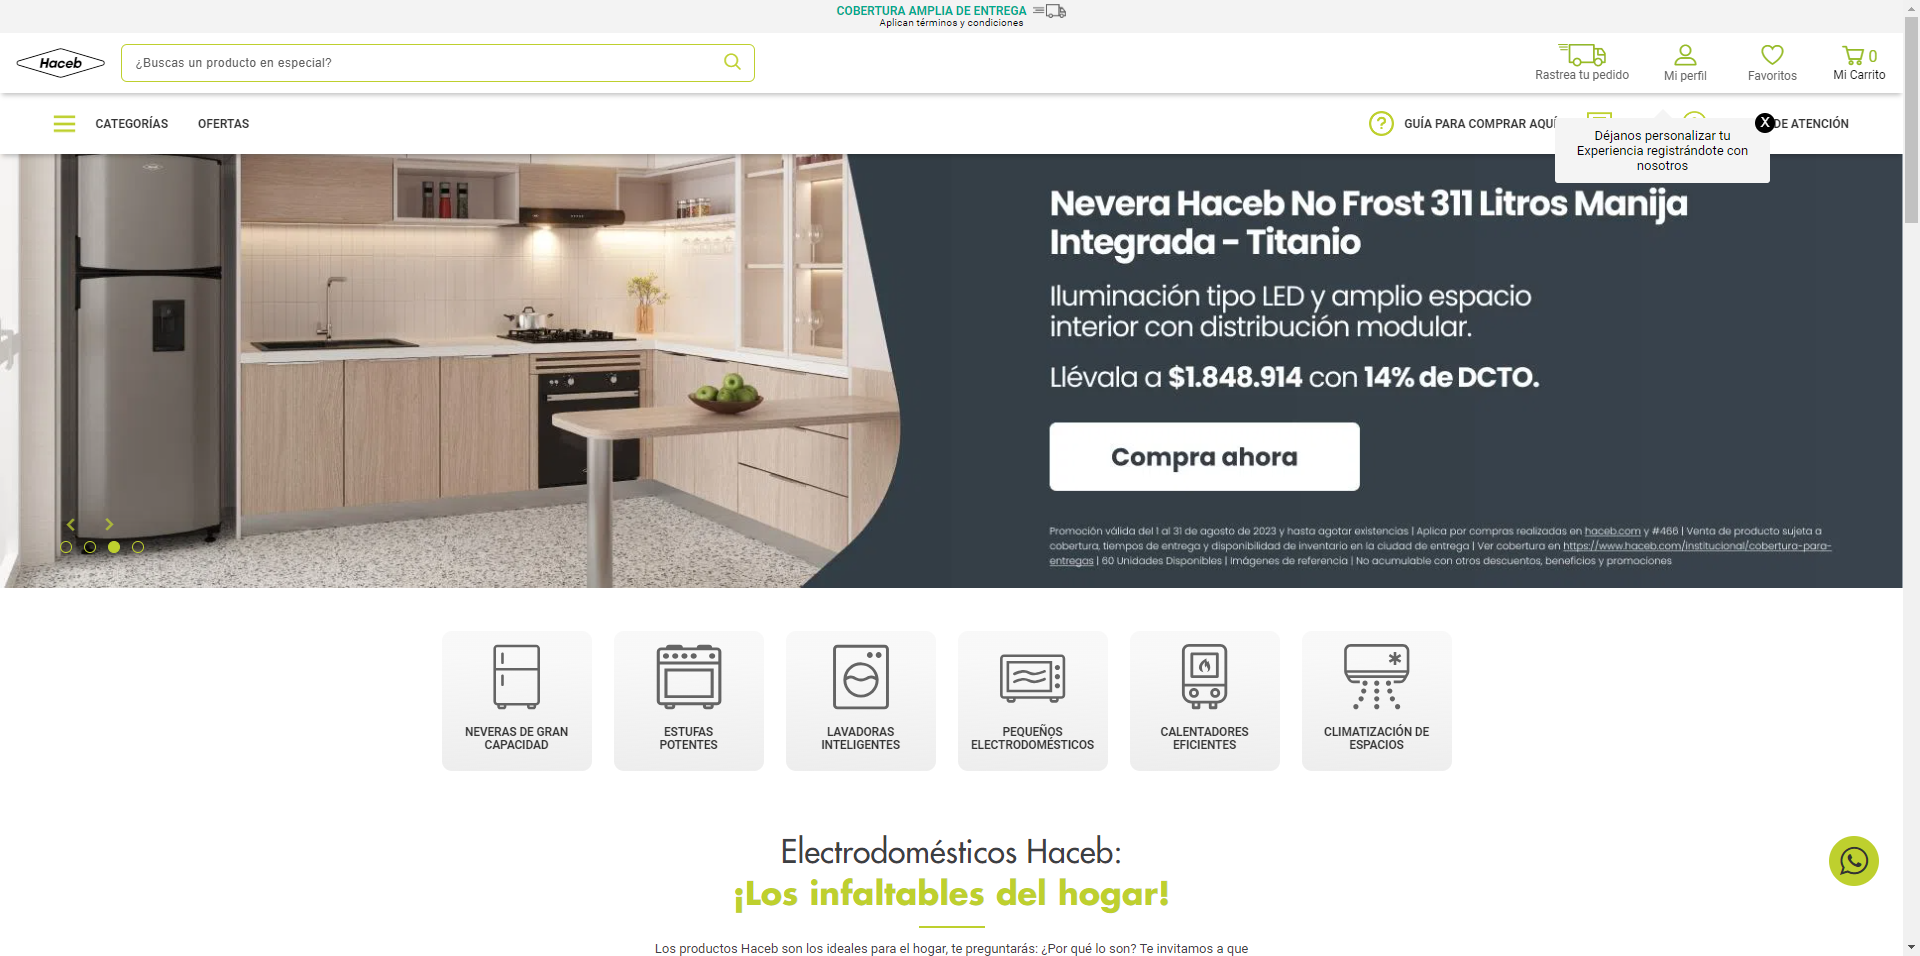 COBERTURA AMPLIA DE ENTREGA
Aplican términos y condiciones
Haceb
¿Buscas un producto en especial?
Rastrea tu pedido
Mi perfil
Favoritos
0
Mi Carrito
CATEGORÍAS
OFERTAS
GUÍA PARA COMPRAR AQUÍ
DE ATENCIÓN
X
Déjanos personalizar tu
Experiencia registrándote con
nosotros
Nevera Haceb No Frost 311 Litros Manija
Integrada - Titanio
Iluminación tipo LED y amplio espacio
interior con distribución modular.
Llévala a $1.848.914 con 14% de DCTO.
Compra ahora
Promoción válida del 1 al 31 de agosto de 2023 y hasta agotar existencias | Aplica por compras realizadas en haceb.com y #466 | Venta de producto sujeta a
cobertura, tiempos de entrega y disponibilidad de inventario en la ciudad de entrega | Ver cobertura en https://www.haceb.com/institucional/cobertura-para-
entregas | 60 Unidades Disponibles | Imágenes de referencia | No acumulable con otros descuentos, beneficios y promociones
NEVERAS DE GRAN
CAPACIDAD
ESTUFAS
POTENTES
LAVADORAS
INTELIGENTES
PEQUEÑOS
ELECTRODOMÉSTICOS
CALENTADORES
EFICIENTES
CLIMATIZACIÓN DE
ESPACIOS
Electrodomésticos Haceb:
¡Los infaltables del hogar!
Los productos Haceb son los ideales para el hogar, te preguntarás: ¿Por qué lo son? Te invitamos a que